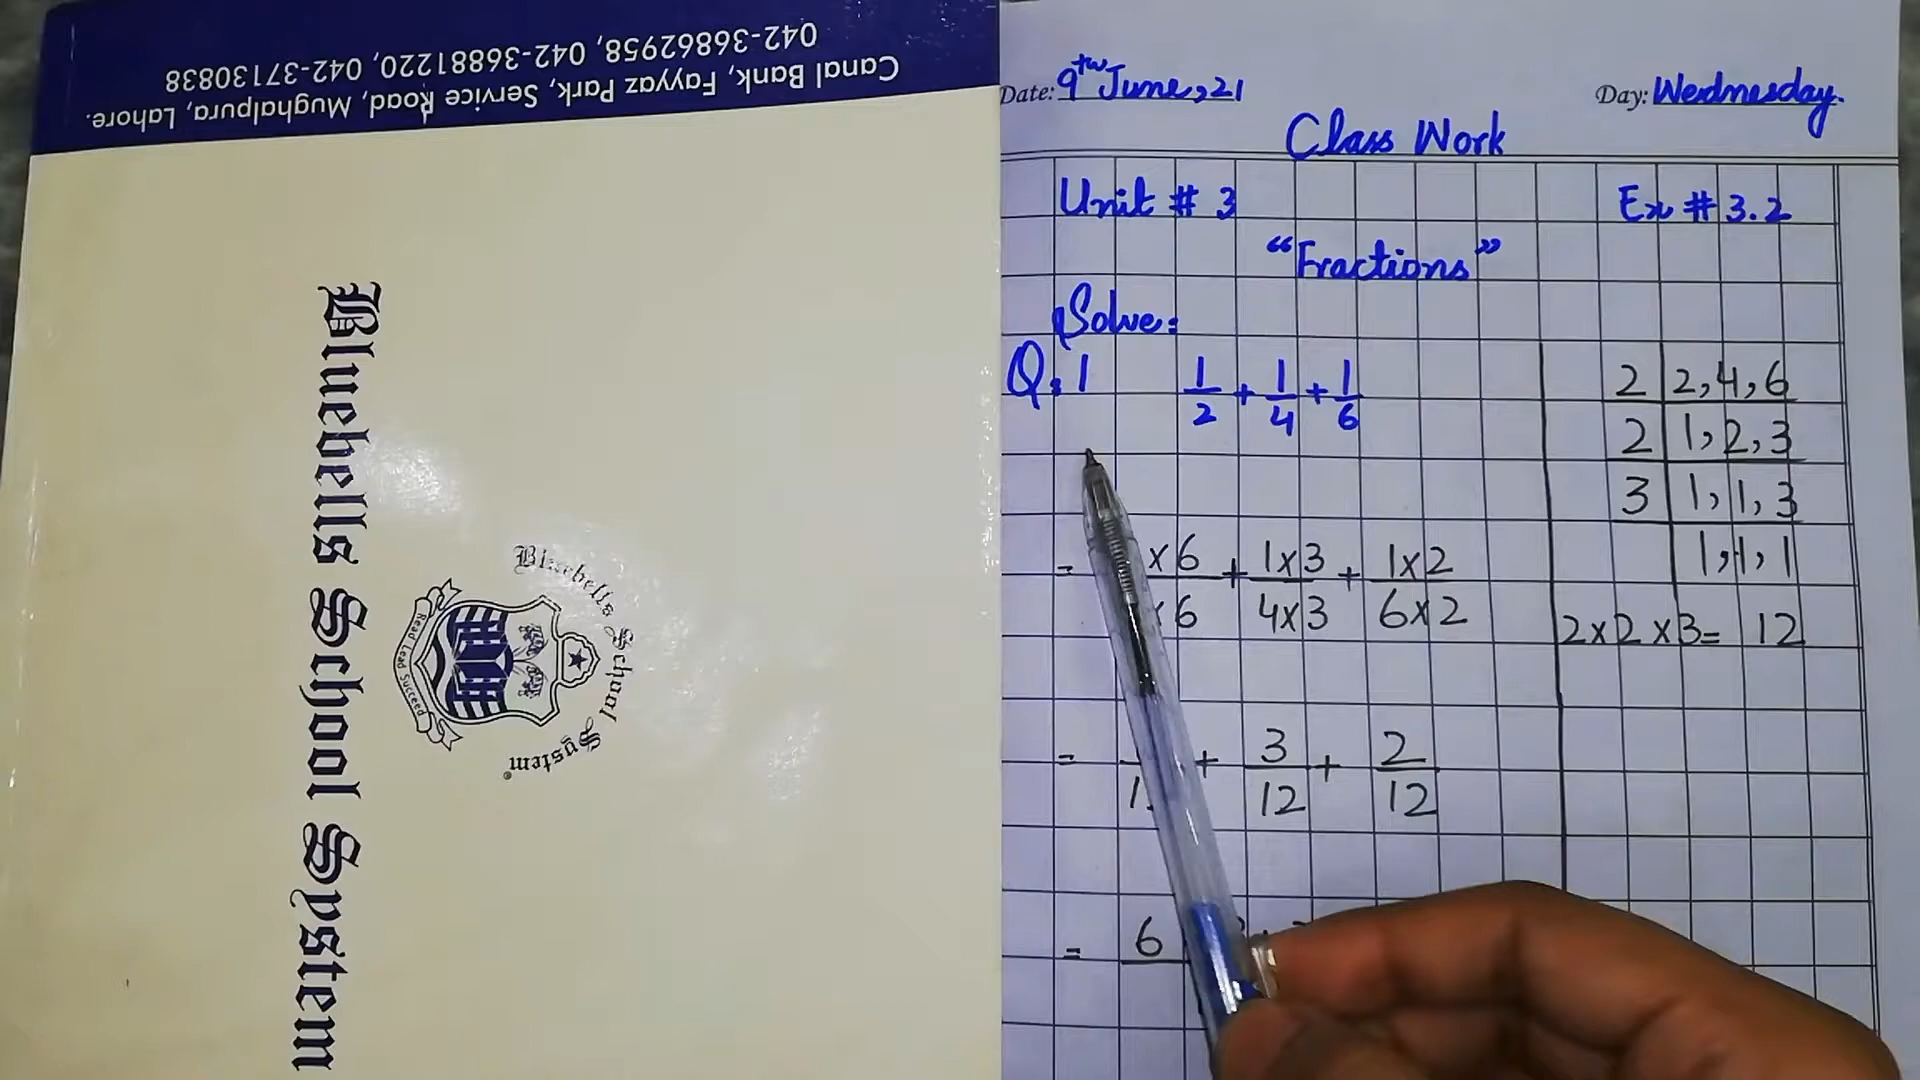 Canal Bank, Fayyaz Park, Service Road, Mughalpura, Lahore.
042-36862958, 042-36881220, 042-37130838
Bluebells School System
Bluebells School System®
Read Lead Succeed
Date: 9th June, 21
Day: Wednesday.
Class Work
Unit # 3
Ex # 3.2
"Fractions"
Solve:
Q.1 1/2 + 1/4 + 1/6
2 | 2, 4, 6
2 | 1, 2, 3
3 | 1, 1, 3
1, 1, 1
2x2x3= 12
= x6/x6 + 1x3/4x3 + 1x2/6x2
= + 3/12 + 2/12
= 6